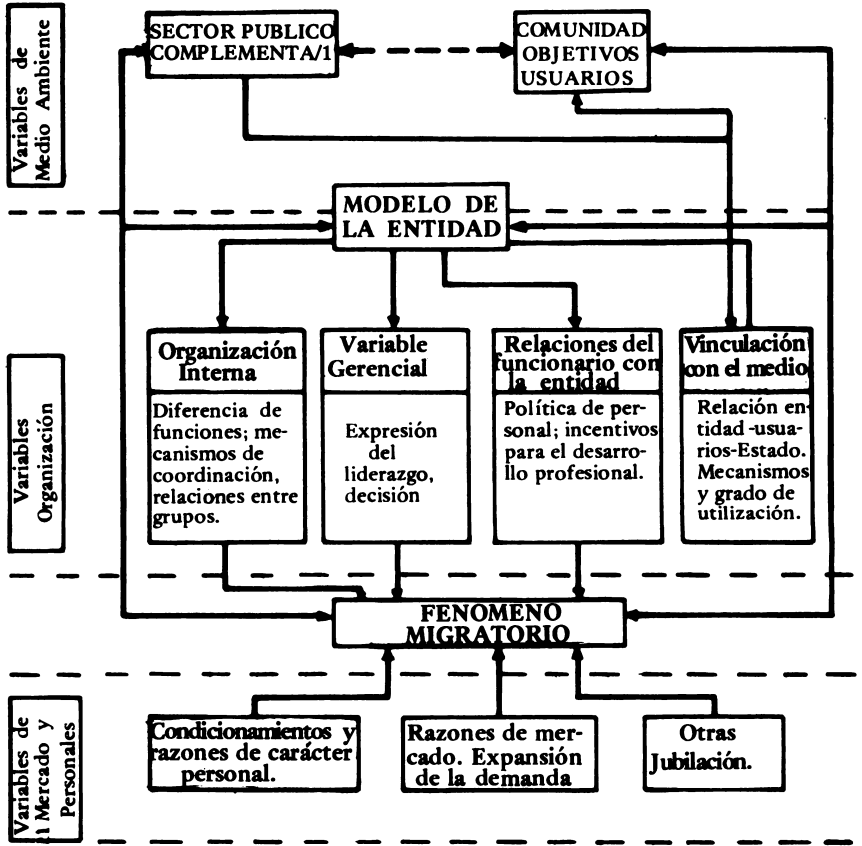 Variables de
Medio Ambiente
SECTOR PUBLICO
COMPLEMENTA/1
COMUNIDAD
OBJETIVOS
USUARIOS
MODELO DE
LA ENTIDAD
Variables
Organización
Organización
Interna
Diferencia de
funciones; me-
canismos de
coordinación,
relaciones entre
grupos.
Variable
Gerencial
Expresión
del
liderazgo,
decisión
Relaciones del
funcionario con
la entidad
Política de per-
sonal; incentivos
para el desarro-
llo profesional.
Vinculación
con el medio
Relación en-
tidad-usua-
rios-Estado.
Mecanismos
y grado de
utilización.
FENOMENO
MIGRATORIO
Variables de
Mercado y
Personales
Condicionamientos y
razones de carácter
personal.
Razones de mer-
cado. Expansión
de la demanda
Otras
Jubilación.